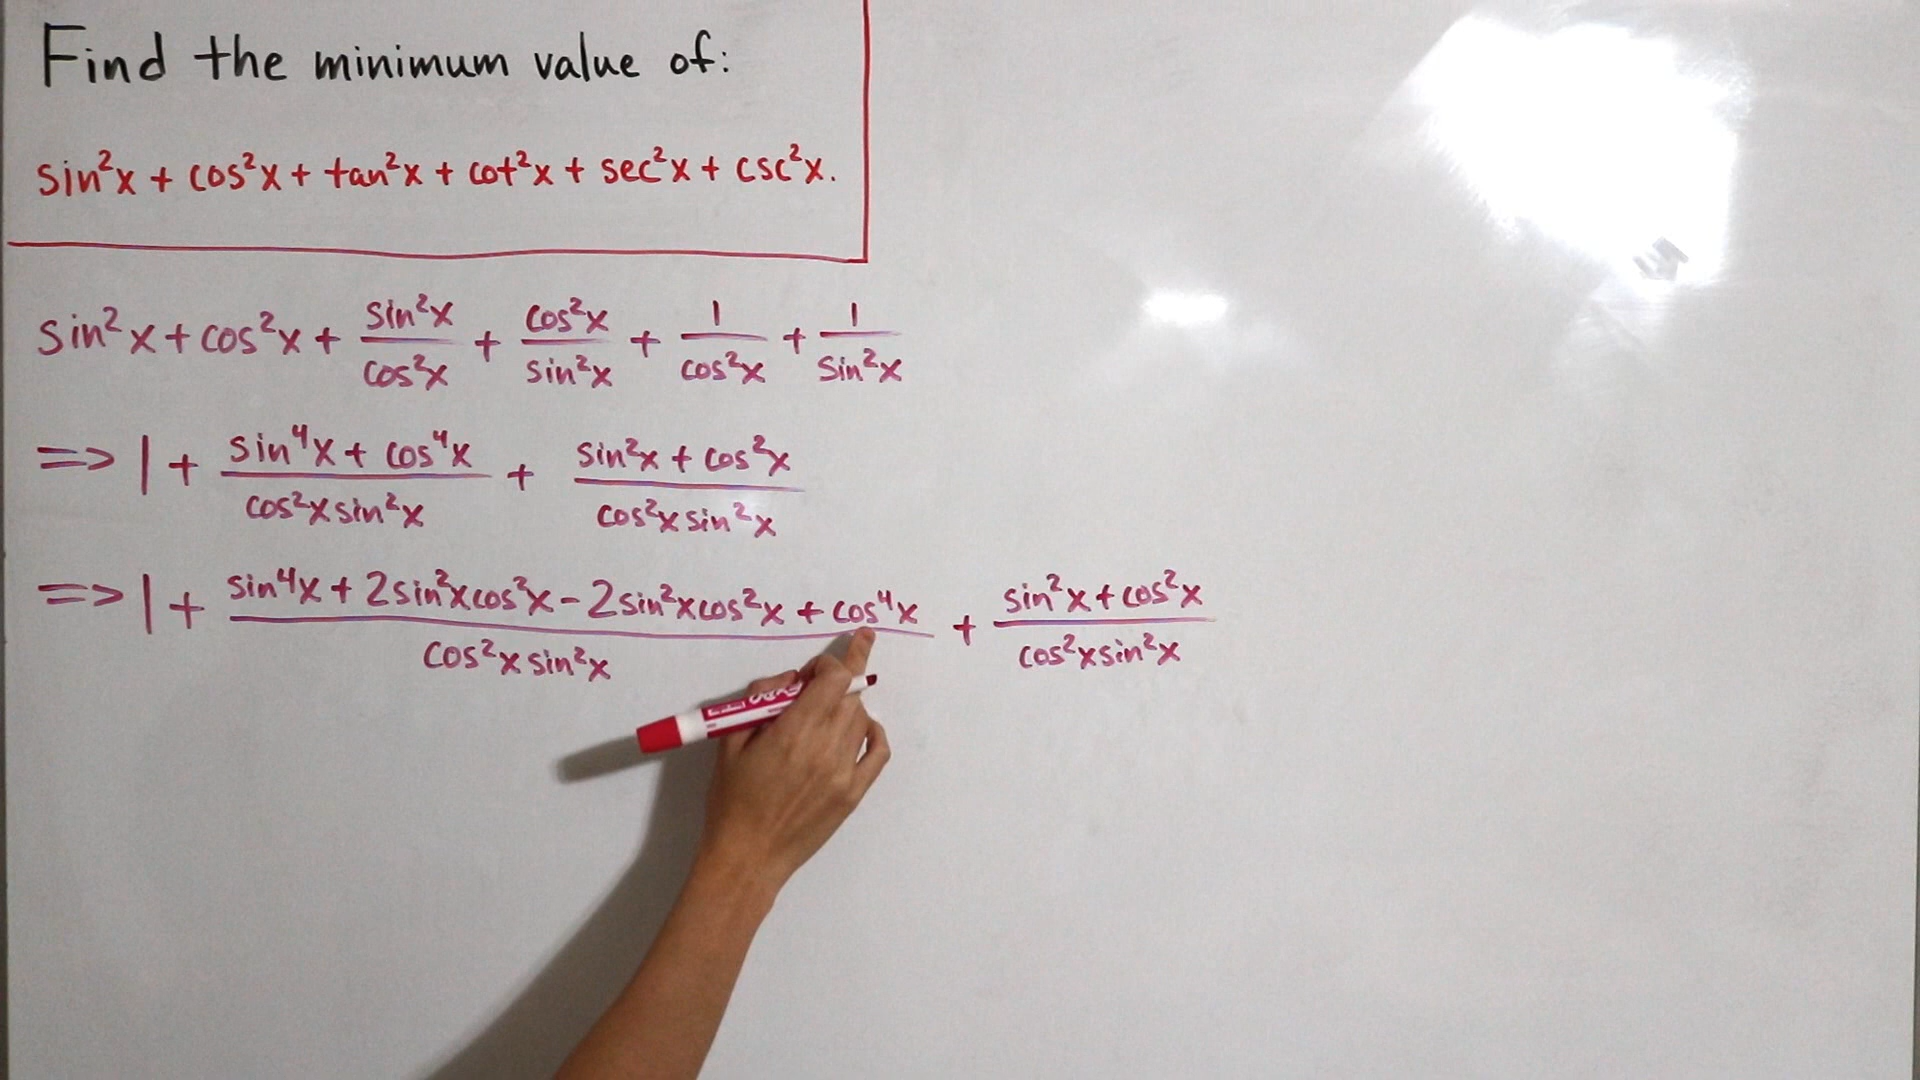 Find the minimum value of:
sin²x + cos²x + tan²x + cot²x + sec²x + csc²x.
sin²x + cos²x + sin²x/cos²x + cos²x/sin²x + 1/cos²x + 1/sin²x
=> 1 + (sin⁴x + cos⁴x)/(cos²x sin²x) + (sin²x + cos²x)/(cos²x sin²x)
=> 1 + (sin⁴x + 2sin²xcos²x - 2sin²xcos²x + cos⁴x)/(cos²x sin²x) + (sin²x + cos²x)/(cos²xsin²x)